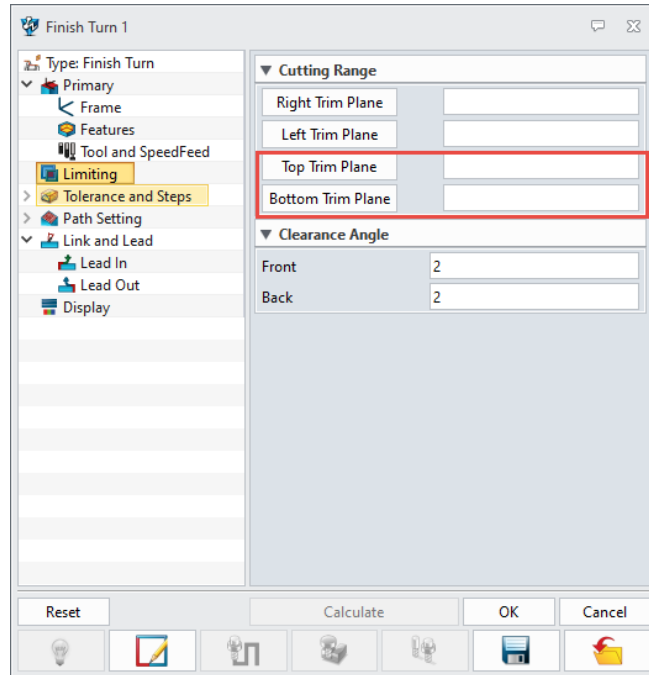 Finish Turn 1
Type: Finish Turn
Primary
Frame
Features
Tool and SpeedFeed
Limiting
Tolerance and Steps
Path Setting
Link and Lead
Lead In
Lead Out
Display
Cutting Range
Right Trim Plane
Left Trim Plane
Top Trim Plane
Bottom Trim Plane
Clearance Angle
Front 2
Back 2
Reset Calculate OK Cancel